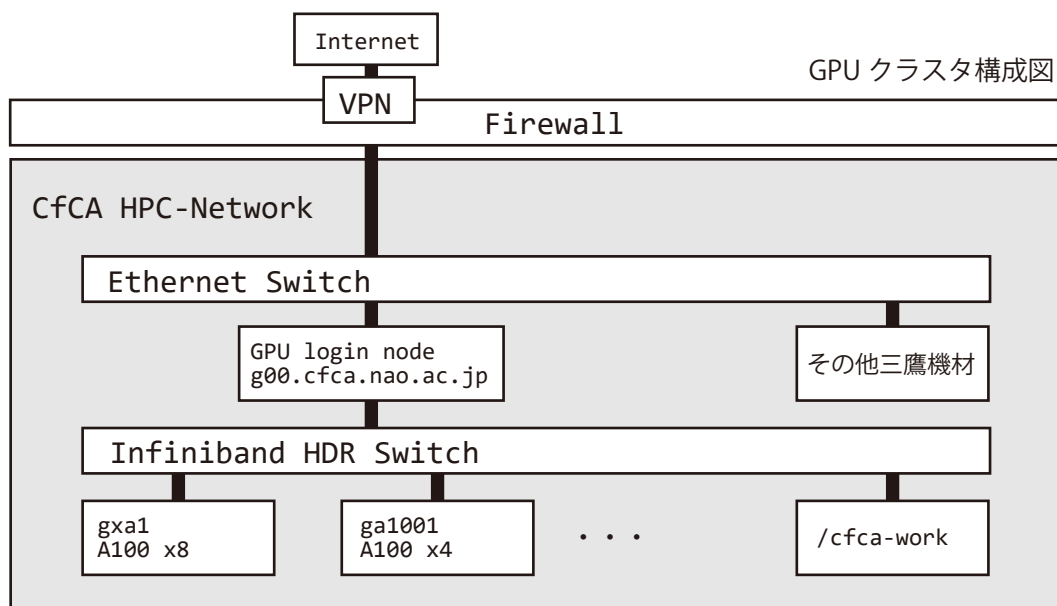 Internet
GPU クラスタ構成図
VPN
Firewall
CfCA HPC-Network
Ethernet Switch
GPU login node
g00.cfca.nao.ac.jp
その他三鷹機材
Infiniband HDR Switch
gxa1
A100 x8
ga1001
A100 x4
・・・
/cfca-work